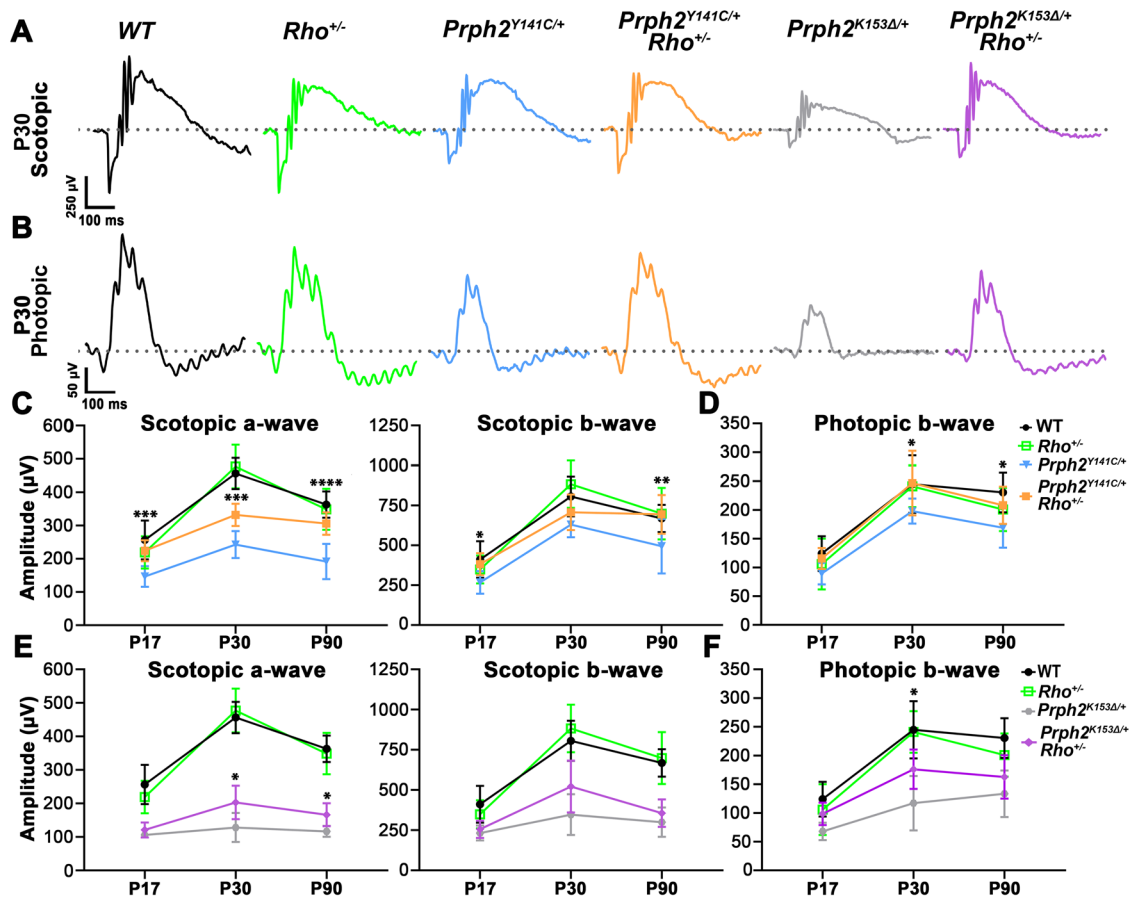 A
WT
Rho+/-
Prph2Y141C/+
Prph2Y141C/+
Rho+/-
Prph2K153Δ/+
Prph2K153Δ/+
Rho+/-
P30
Scotopic
250 μV
100 ms
B
P30
Photopic
50 μV
100 ms
C
Scotopic a-wave
Amplitude (μV)
600
500
400
300
200
100
0
***
***
****
P17
P30
P90
Scotopic b-wave
1250
1000
750
500
250
0
*
**
P17
P30
P90
D
Photopic b-wave
350
300
250
200
150
100
50
0
*
*
P17
P30
P90
WT
Rho+/-
Prph2Y141C/+
Prph2Y141C/+
Rho+/-
E
Scotopic a-wave
Amplitude (μV)
600
500
400
300
200
100
0
*
*
P17
P30
P90
Scotopic b-wave
1250
1000
750
500
250
0
P17
P30
P90
F
Photopic b-wave
350
300
250
200
150
100
50
0
*
P17
P30
P90
WT
Rho+/-
Prph2K153Δ/+
Prph2K153Δ/+
Rho+/-